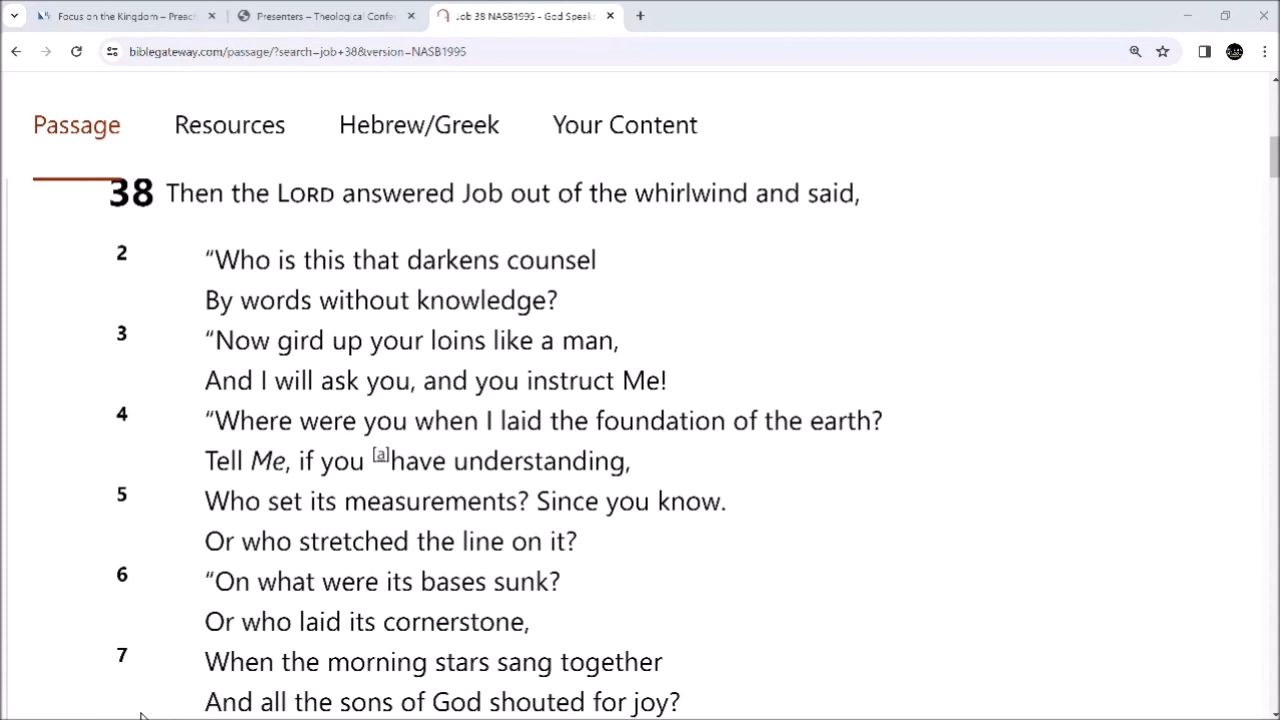 Focus on the Kingdom – Preach
Presenters – Theological Confe
Job 38 NASB1995 - God Speaks
biblegateway.com/passage/?search=job+38&version=NASB1995
Passage Resources Hebrew/Greek Your Content
38 Then the LORD answered Job out of the whirlwind and said,
2 “Who is this that darkens counsel
By words without knowledge?
3 “Now gird up your loins like a man,
And I will ask you, and you instruct Me!
4 “Where were you when I laid the foundation of the earth?
Tell Me, if you [a]have understanding,
5 Who set its measurements? Since you know.
Or who stretched the line on it?
6 “On what were its bases sunk?
Or who laid its cornerstone,
7 When the morning stars sang together
And all the sons of God shouted for joy?